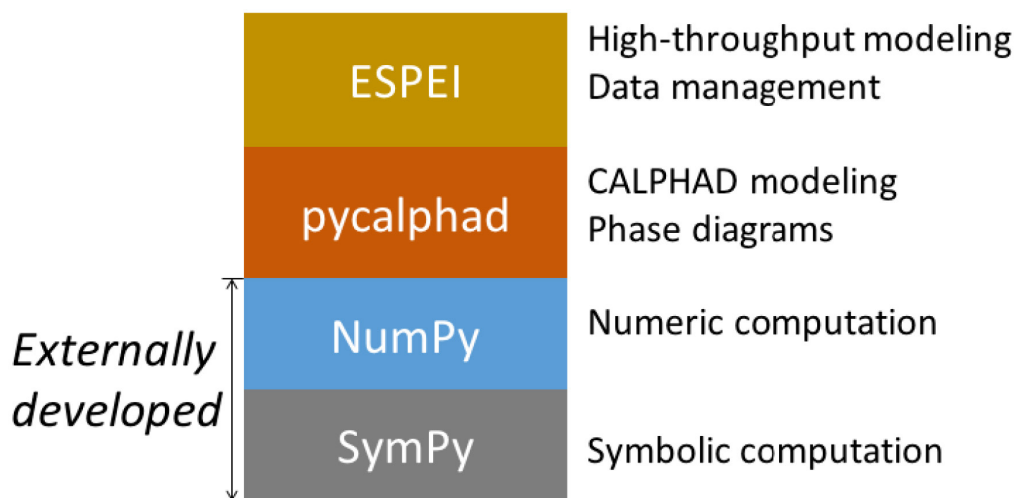 ESPEI
High-throughput modeling
Data management
pycalphad
CALPHAD modeling
Phase diagrams
Externally
developed
NumPy
Numeric computation
SymPy
Symbolic computation